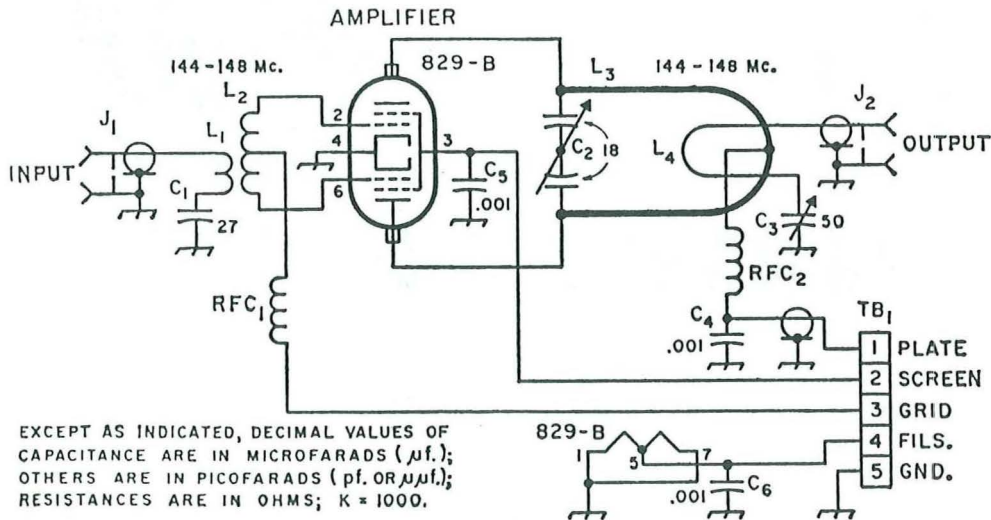 AMPLIFIER
829-B
144-148 Mc.
L3
144-148 Mc.
J1
L2
L1
J2
2
4
6
3
C5
.001
C2
18
L4
INPUT
OUTPUT
C1
27
C3
50
RFC1
RFC2
C4
.001
TB1
1 PLATE
2 SCREEN
3 GRID
4 FILS.
5 GND.
829-B
1
5
7
.001
C6
EXCEPT AS INDICATED, DECIMAL VALUES OF
CAPACITANCE ARE IN MICROFARADS (μf.);
OTHERS ARE IN PICOFARADS (pf. OR μμf.);
RESISTANCES ARE IN OHMS; K = 1000.